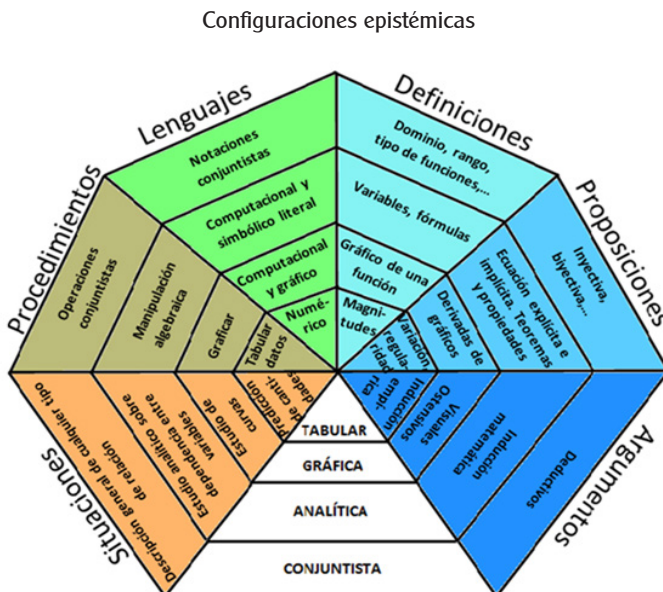 Configuraciones epistémicas
Lenguajes
Notaciones
conjuntistas
Computacional y
simbólico literal
Computacional
y gráfico
Numé-
rico
Definiciones
Dominio, rango,
tipo de funciones,...
Variables, fórmulas
Gráfico de una
función
Magni-
tudes
Proposiciones
Inyectiva,
biyectiva,...
Ecuación explícita e
implícita. Teoremas
y propiedades
Derivadas de
gráficos
Variación,
regula-
ridad
Argumentos
Deductivos
Inducción
matemática
Visuales
Ostensivos
Inducción
empí-
rica
Procedimientos
Operaciones
conjuntistas
Manipulación
algebraica
Graficar
Tabular
datos
Situaciones
Descripción general de cualquier tipo
de relación
Estudio analítico sobre
dependencia entre
variables
Estudio de
curvas
Predicción
de canti-
dades
TABULAR
GRÁFICA
ANALÍTICA
CONJUNTISTA